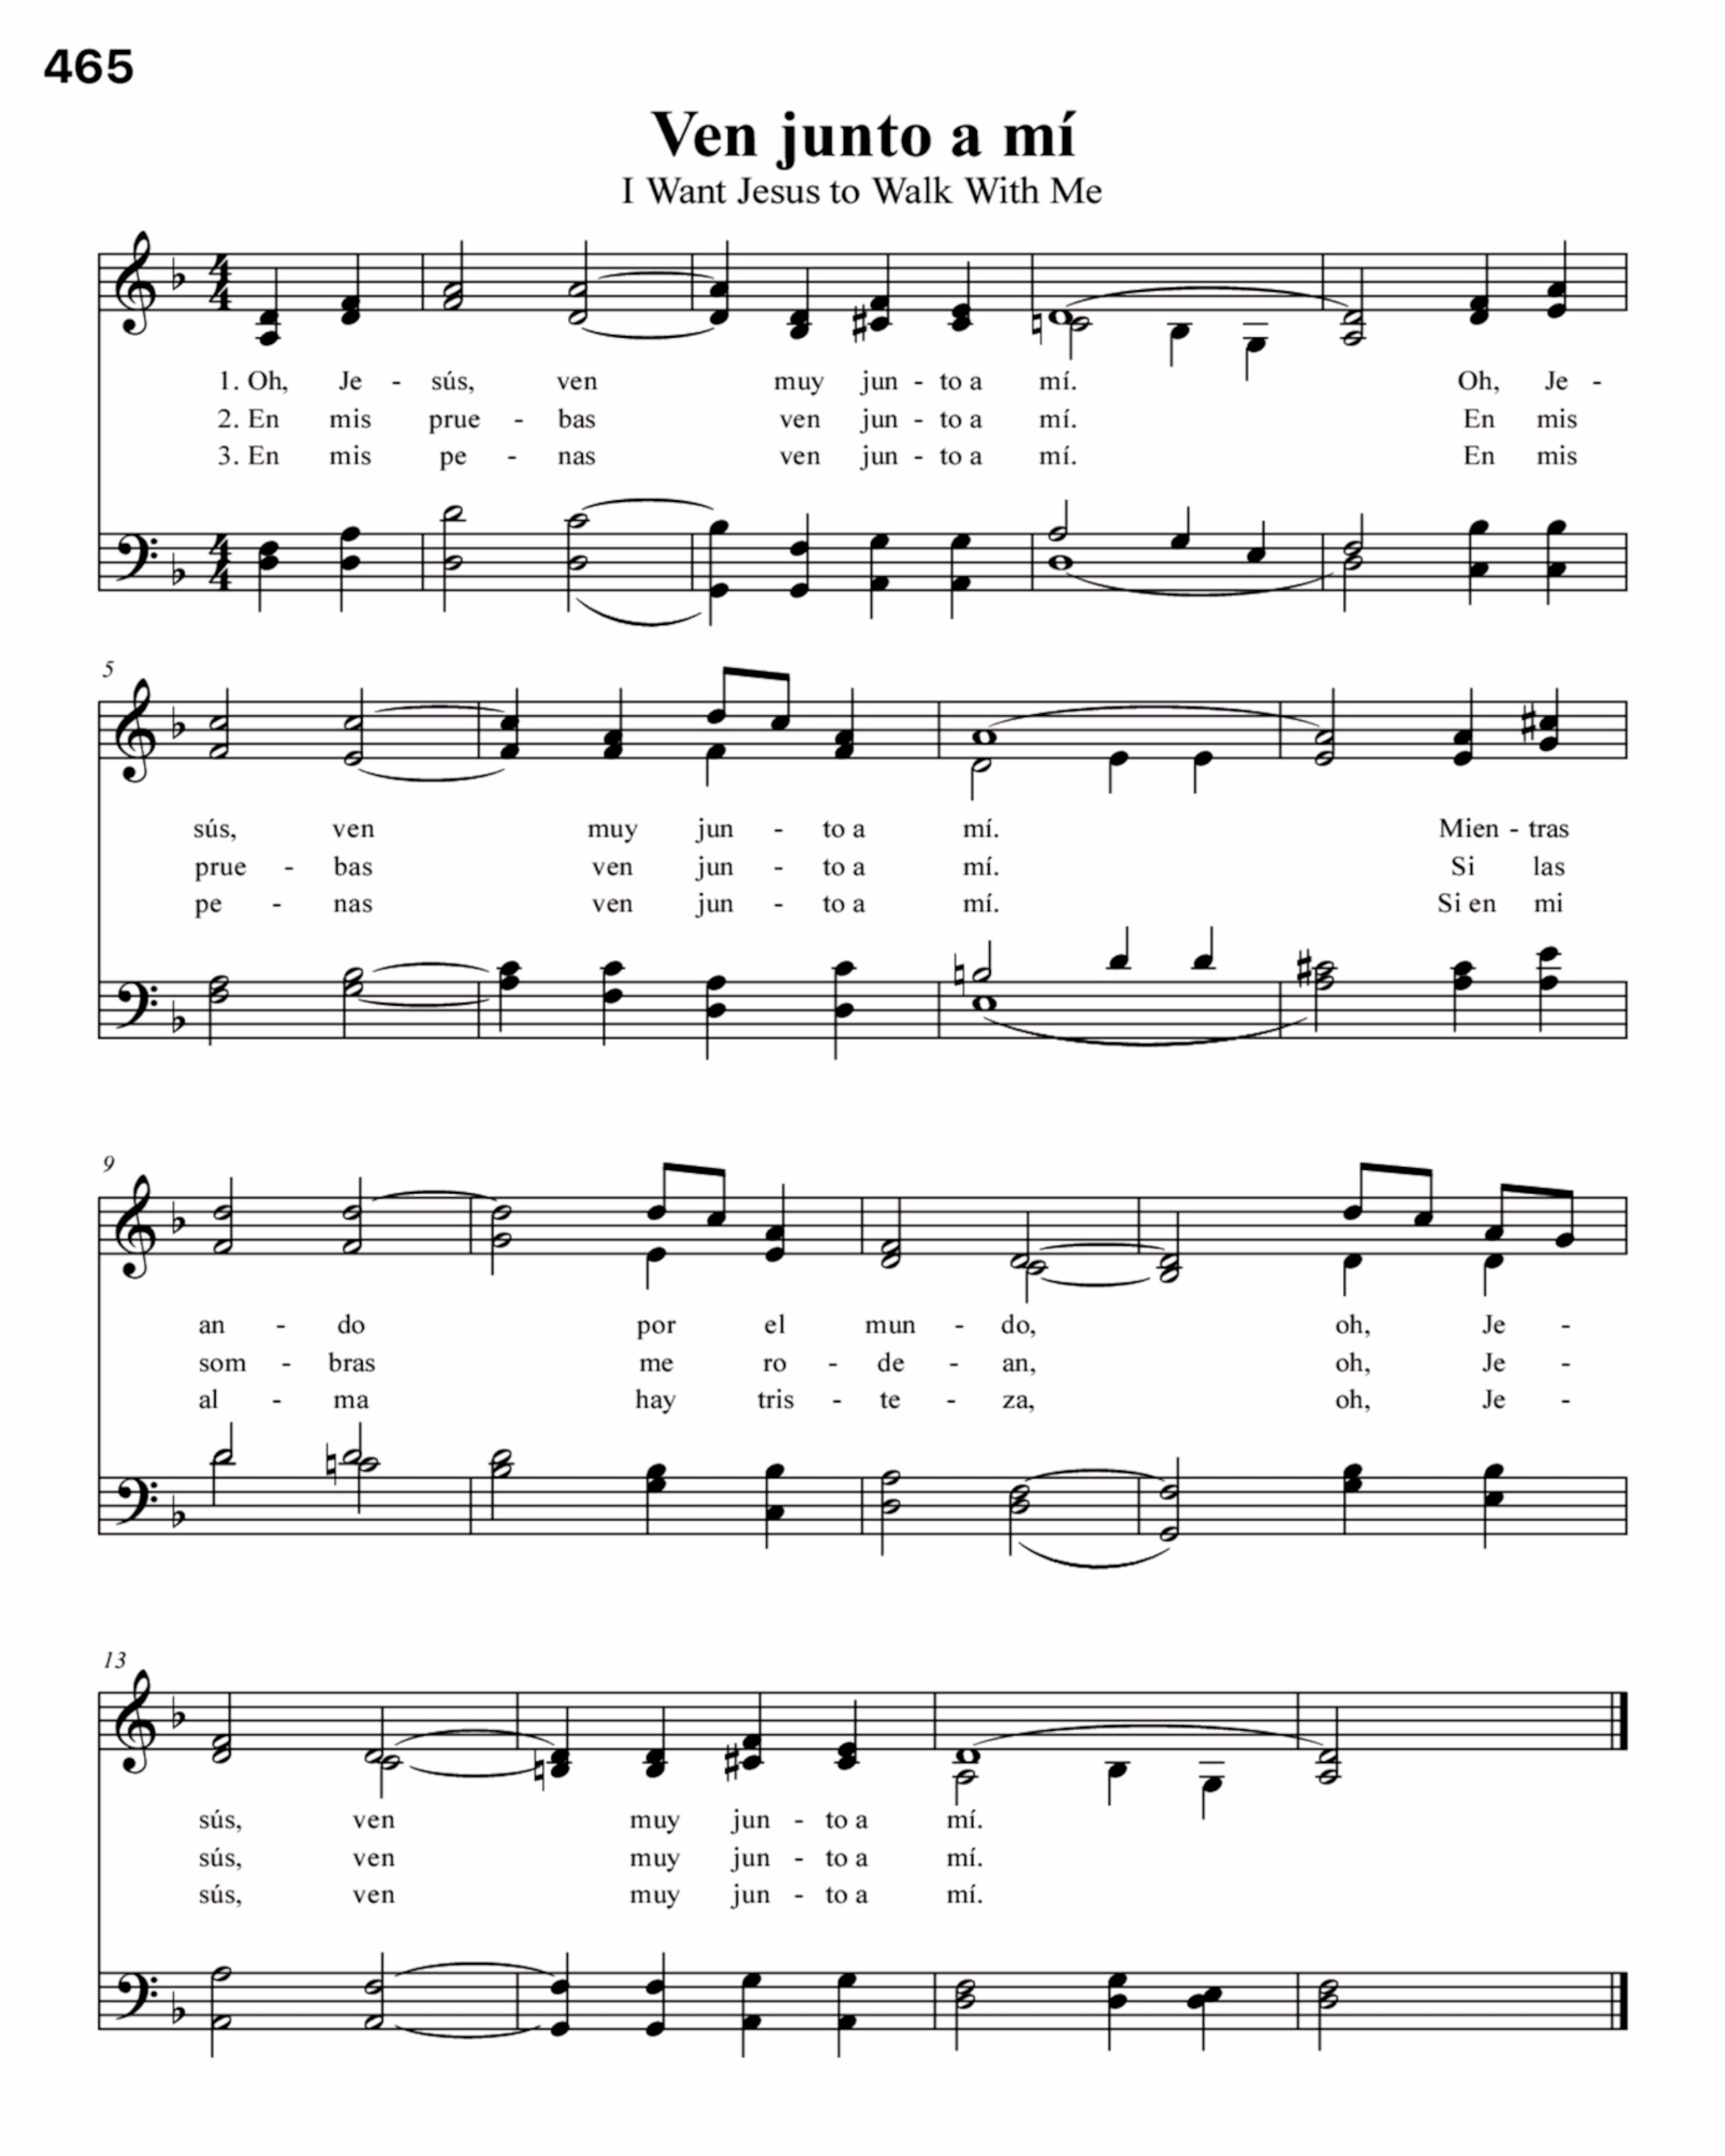 465
Ven junto a mí
I Want Jesus to Walk With Me
1. Oh, Je - sús, ven muy jun - to a mí. Oh, Je -
2. En mis prue - bas ven jun - to a mí. En mis
3. En mis pe - nas ven jun - to a mí. En mis
5
sús, ven muy jun - to a mí. Mien - tras
prue - bas ven jun - to a mí. Si las
pe - nas ven jun - to a mí. Si en mi
9
an - do por el mun - do, oh, Je -
som - bras me ro - de - an, oh, Je -
al - ma hay tris - te - za, oh, Je -
13
sús, ven muy jun - to a mí.
sús, ven muy jun - to a mí.
sús, ven muy jun - to a mí.